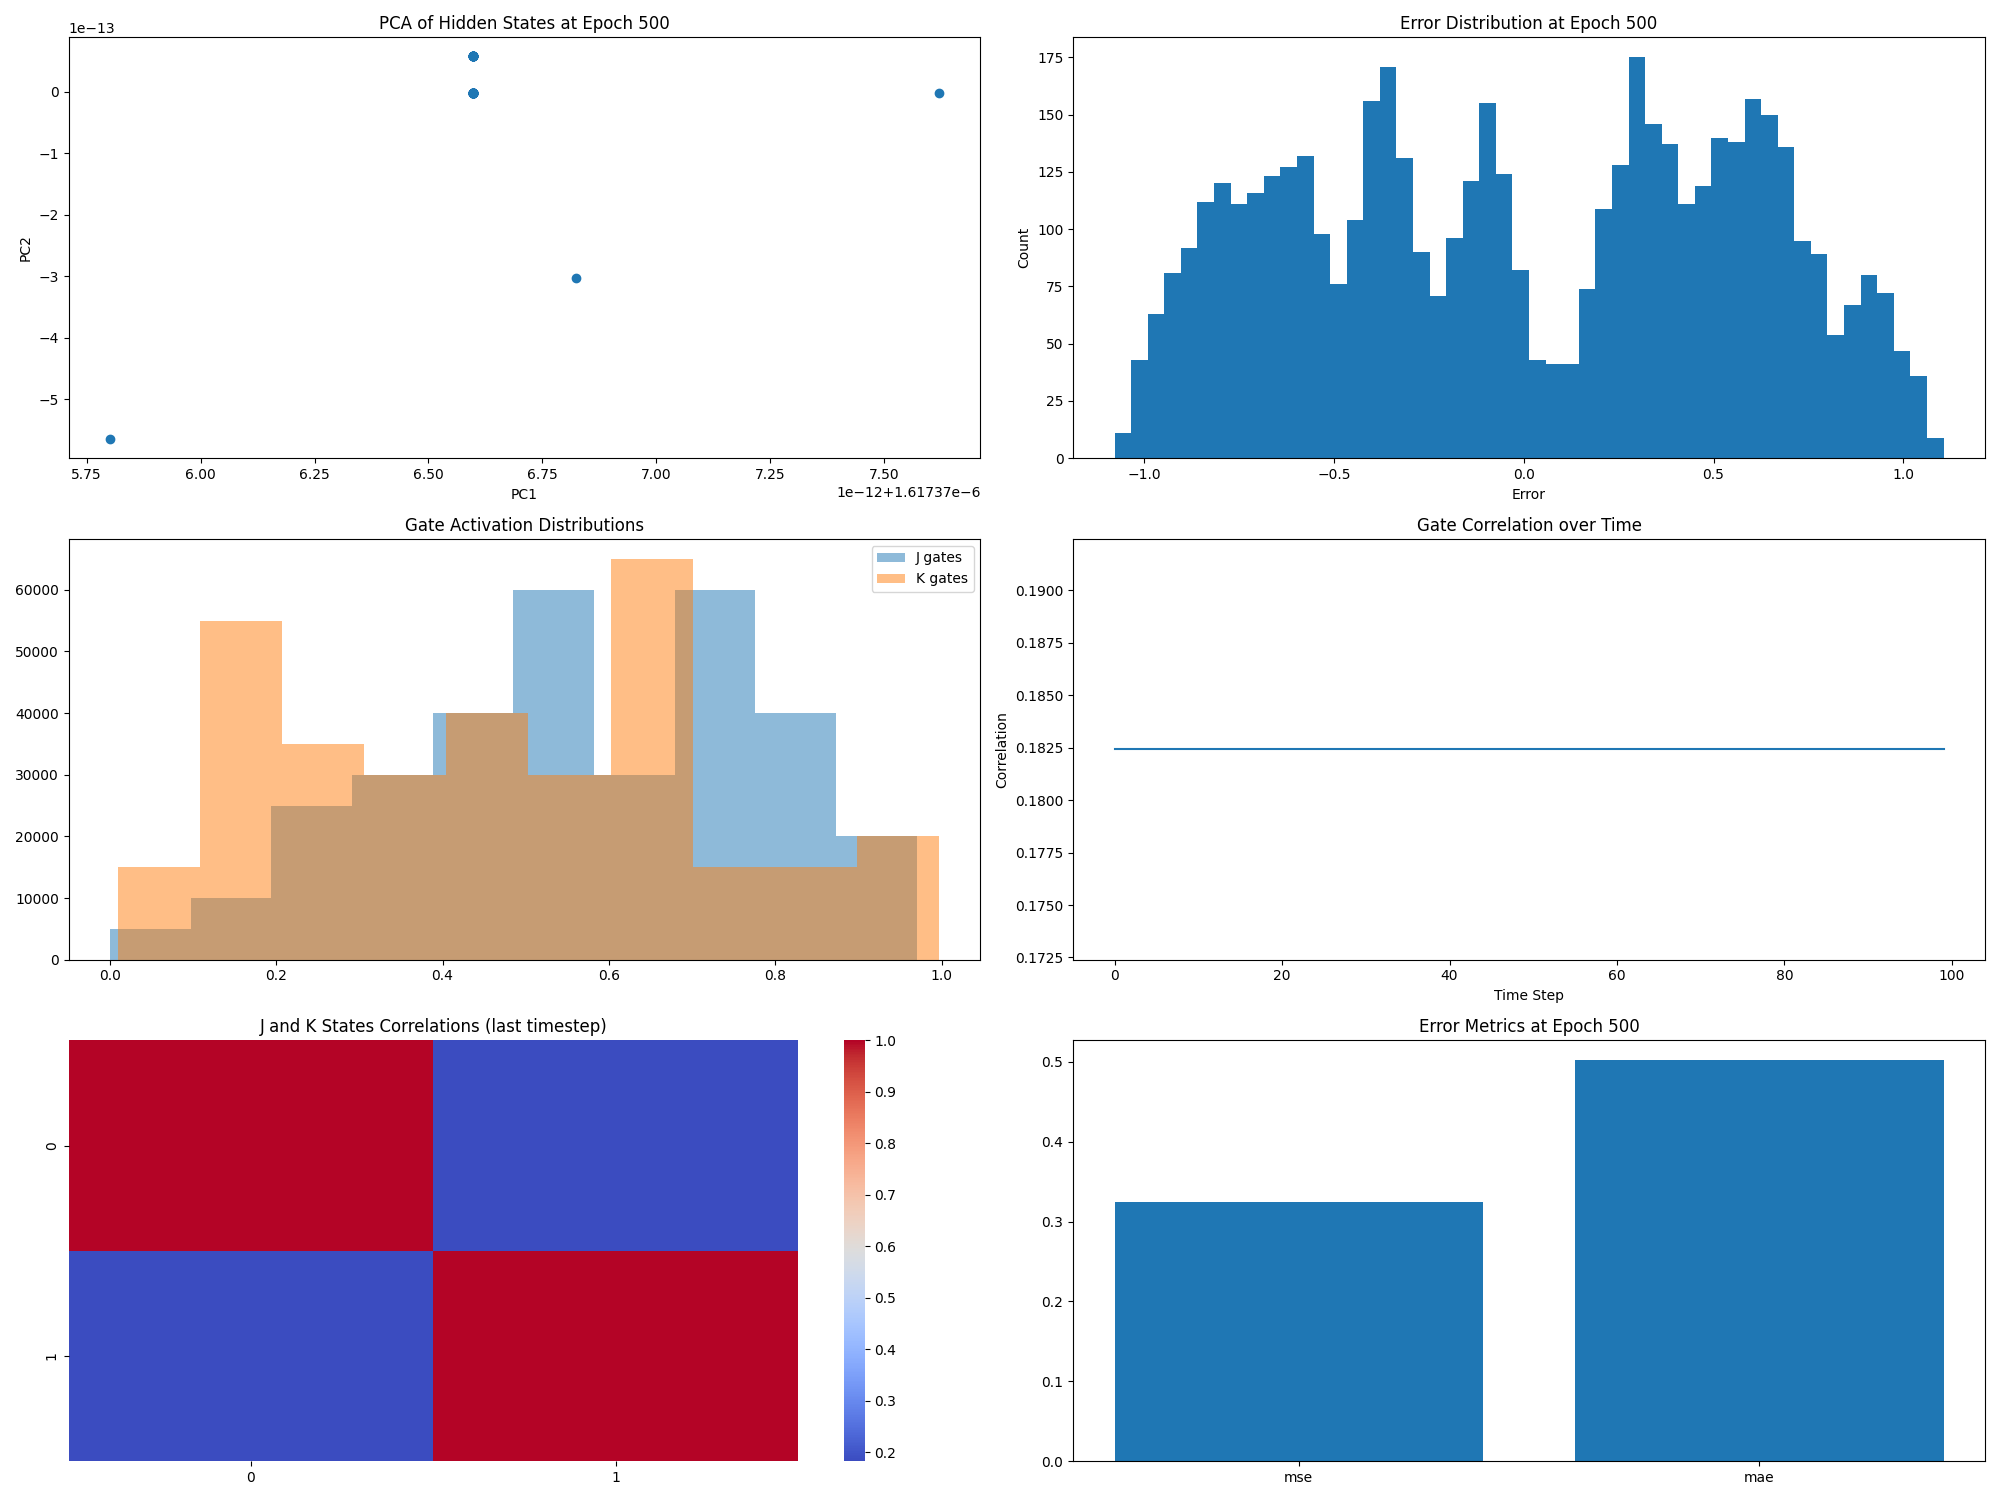 PCA of Hidden States at Epoch 500
1e−13
0
−1
−2
−3
−4
−5
PC2
5.75 6.00 6.25 6.50 6.75 7.00 7.25 7.50
PC1
1e−12+1.61737e−6
Error Distribution at Epoch 500
175
150
125
100
75
50
25
0
Count
−1.0 −0.5 0.0 0.5 1.0
Error
Gate Activation Distributions
J gates
K gates
60000
50000
40000
30000
20000
10000
0
0.0 0.2 0.4 0.6 0.8 1.0
Gate Correlation over Time
0.1900
0.1875
0.1850
0.1825
0.1800
0.1775
0.1750
0.1725
Correlation
0 20 40 60 80 100
Time Step
J and K States Correlations (last timestep)
0
1
0 1
1.0
0.9
0.8
0.7
0.6
0.5
0.4
0.3
0.2
Error Metrics at Epoch 500
0.5
0.4
0.3
0.2
0.1
0.0
mse mae